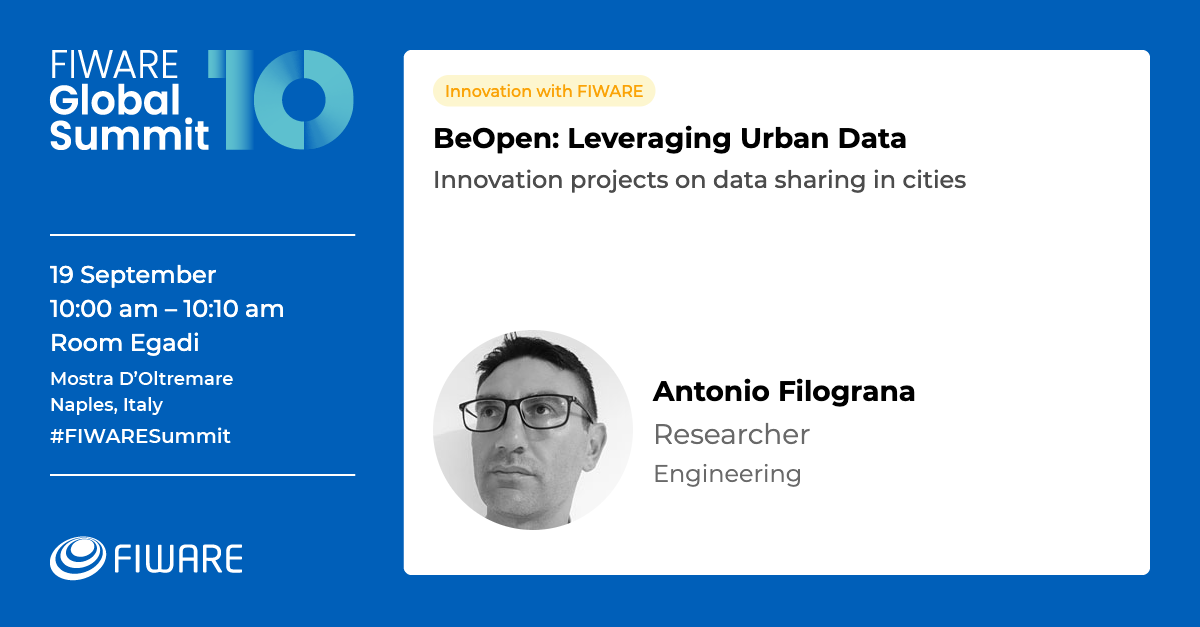 FIWARE
Global
Summit
10
19 September
10:00 am – 10:10 am
Room Egadi
Mostra D’Oltremare
Naples, Italy
#FIWARESummit
FIWARE
Innovation with FIWARE
BeOpen: Leveraging Urban Data
Innovation projects on data sharing in cities
Antonio Filograna
Researcher
Engineering